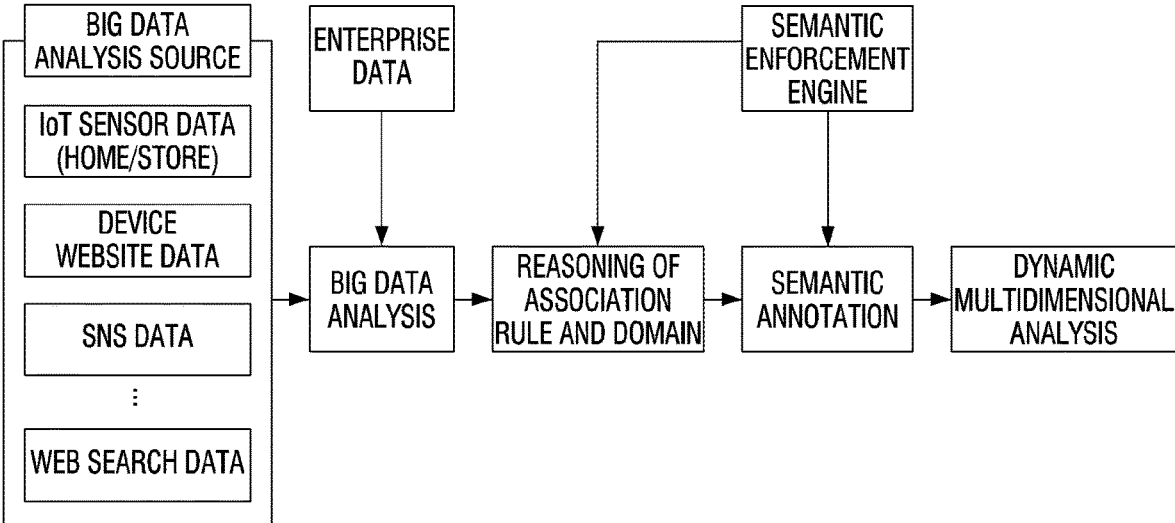 BIG DATA
ANALYSIS SOURCE
IoT SENSOR DATA
(HOME/STORE)
DEVICE
WEBSITE DATA
SNS DATA
⋮
WEB SEARCH DATA
ENTERPRISE
DATA
BIG DATA
ANALYSIS
REASONING OF
ASSOCIATION
RULE AND DOMAIN
SEMANTIC
ENFORCEMENT
ENGINE
SEMANTIC
ANNOTATION
DYNAMIC
MULTIDIMENSIONAL
ANALYSIS